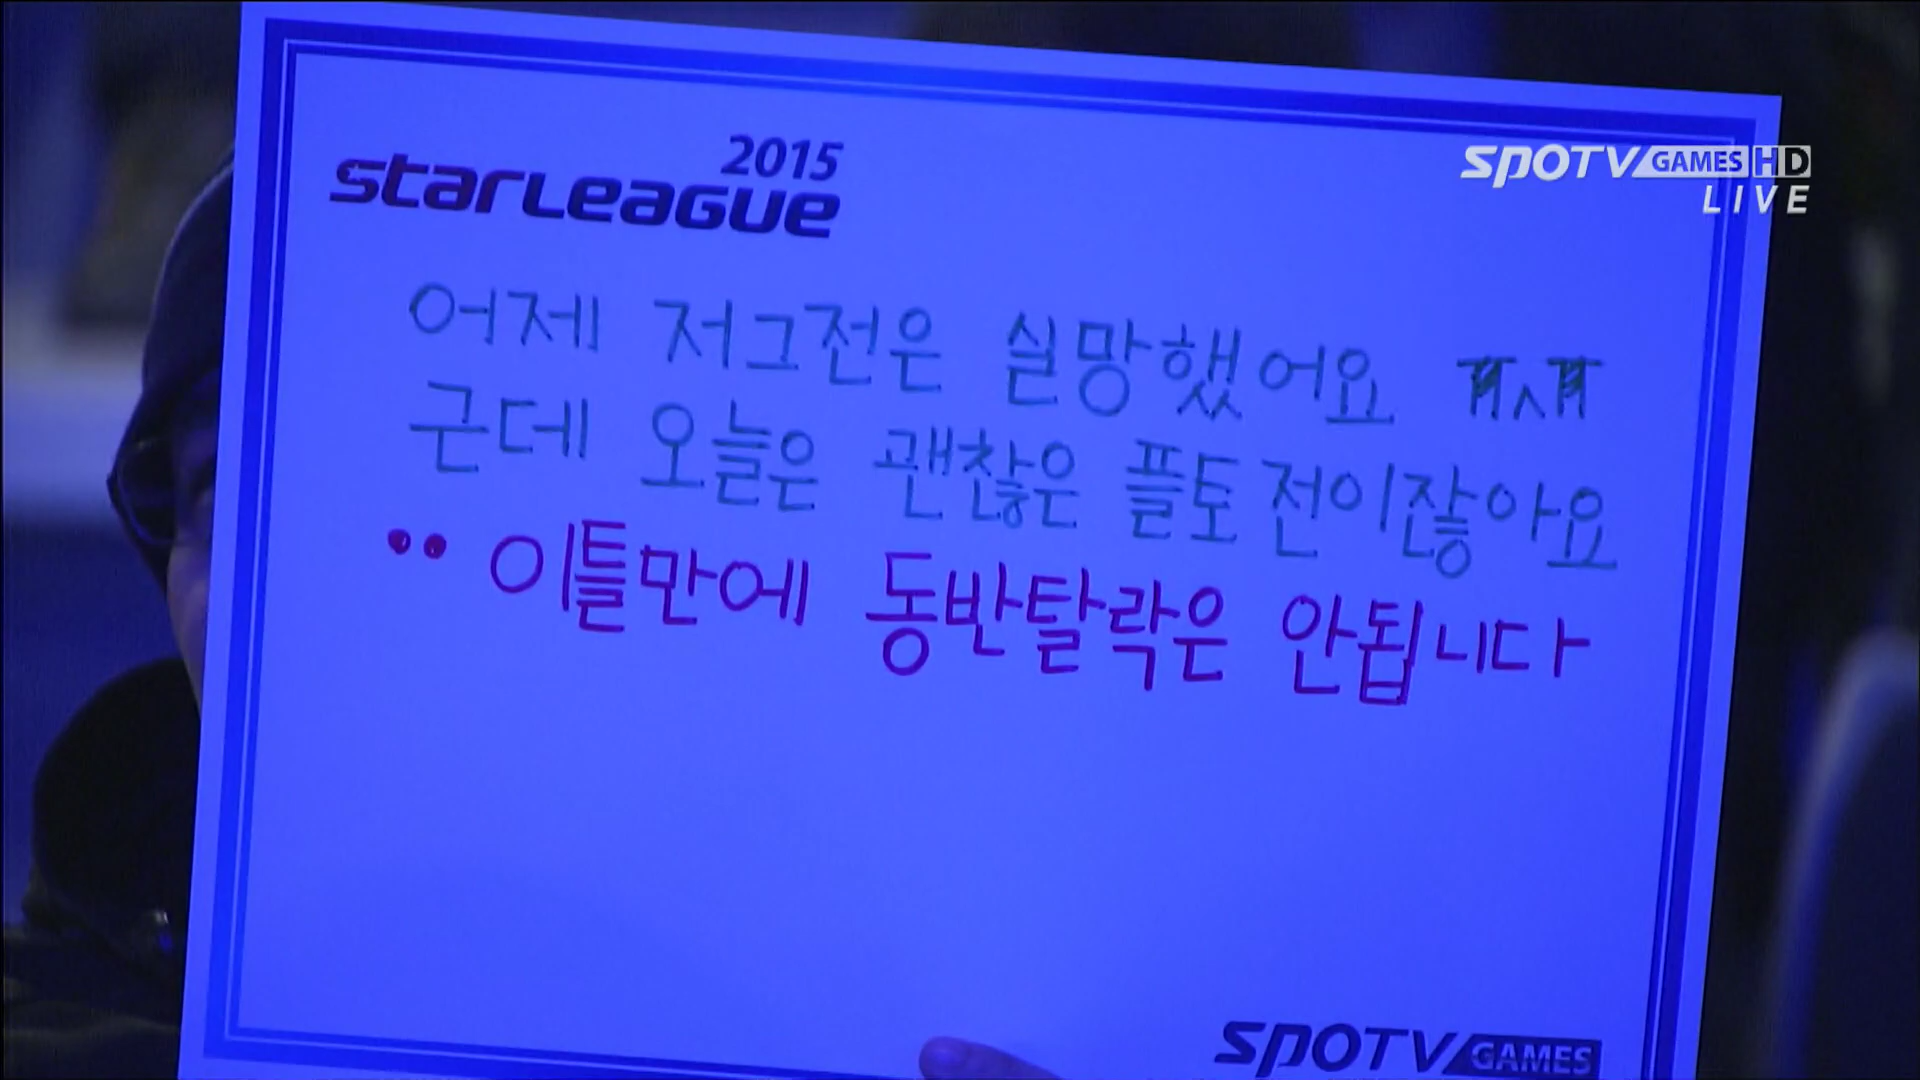 2015
starLeague
SPOTV GAMES HD
LIVE
어제 저그전은 실망했어요 ㅠㅅㅠ
근데 오늘은 괜찮은 플토전이잖아요
•• 이틀만에 동반탈락은 안됩니다
SPOTV GAMES